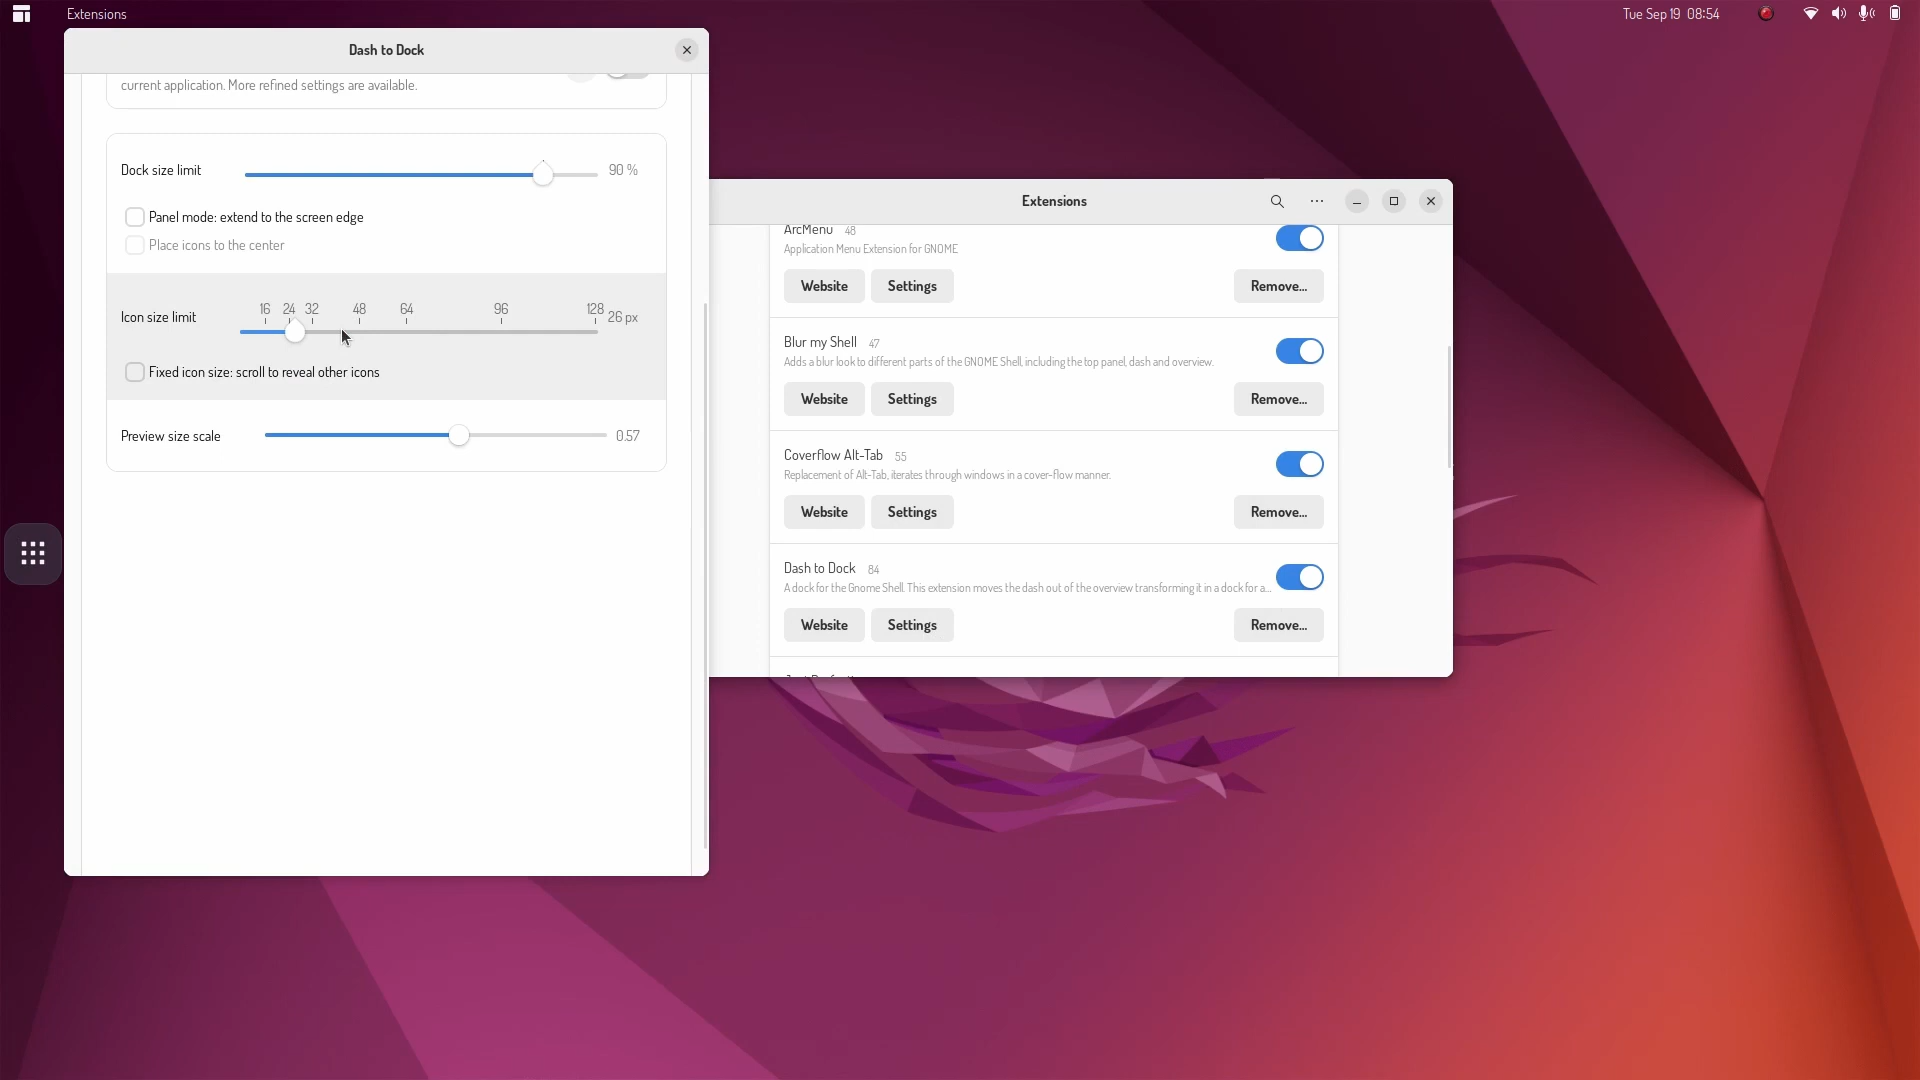 Extensions
Tue Sep 19 08:54
Dash to Dock
current application. More refined settings are available.
Dock size limit
90 %
Panel mode: extend to the screen edge
Place icons to the center
16 24 32 48 64 96 128
Icon size limit
26 px
Fixed icon size: scroll to reveal other icons
Preview size scale
0.57
Extensions
ArcMenu 48
Application Menu Extension for GNOME
Website Settings Remove...
Blur my Shell 47
Adds a blur look to different parts of the GNOME Shell, including the top panel, dash and overview.
Website Settings Remove...
Coverflow Alt-Tab 55
Replacement of Alt-Tab, iterates through windows in a cover-flow manner.
Website Settings Remove...
Dash to Dock 84
A dock for the Gnome Shell. This extension moves the dash out of the overview transforming it in a dock for a...
Website Settings Remove...